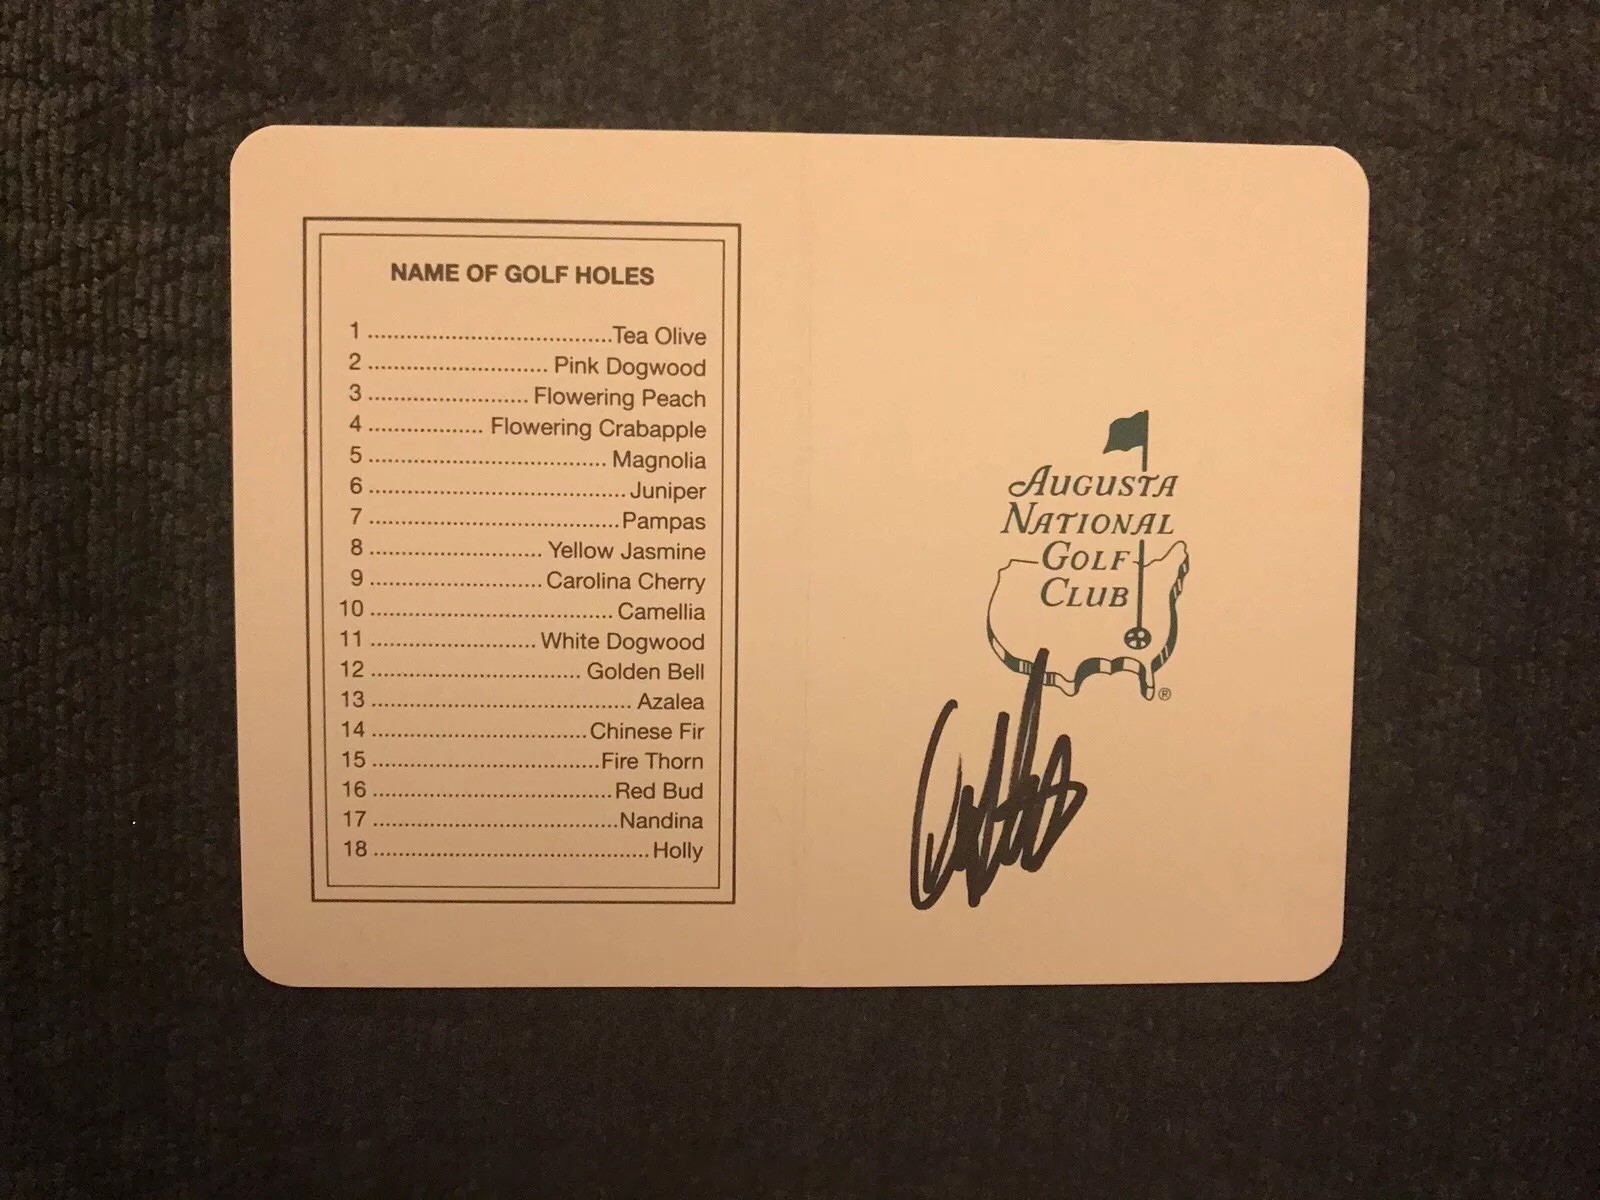 NAME OF GOLF HOLES
1 ...................................... Tea Olive
2 ............................ Pink Dogwood
3 ......................... Flowering Peach
4 .................. Flowering Crabapple
5 ..................................... Magnolia
6 ........................................ Juniper
7 ....................................... Pampas
8 ........................... Yellow Jasmine
9 ........................... Carolina Cherry
10 ...................................... Camellia
11 .......................... White Dogwood
12 ................................. Golden Bell
13 ......................................... Azalea
14 .................................. Chinese Fir
15 .................................... Fire Thorn
16 ...................................... Red Bud
17 ....................................... Nandina
18 ............................................ Holly
AUGUSTA
NATIONAL
GOLF
CLUB
®